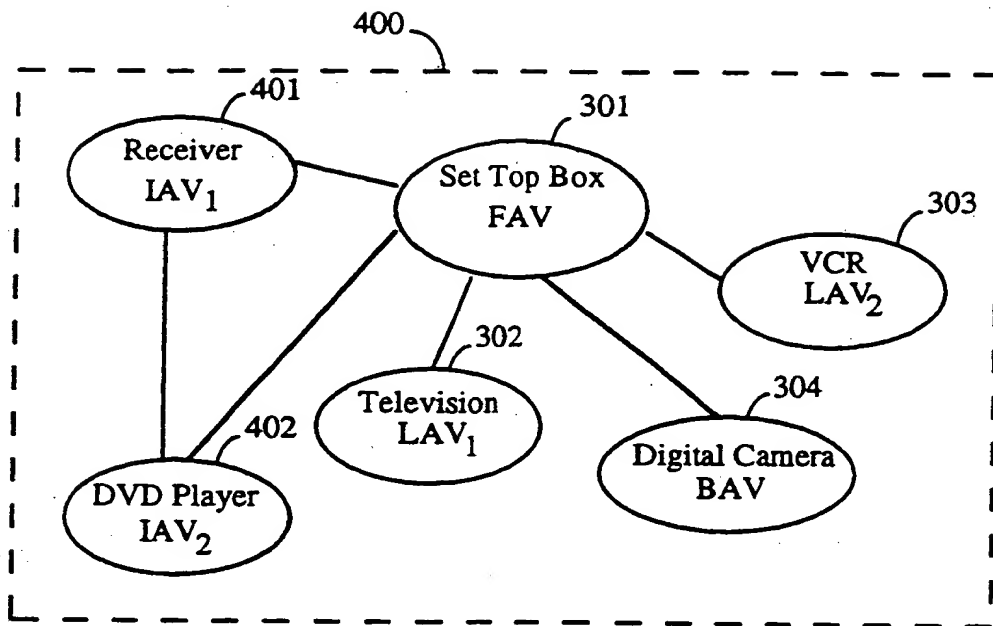 400
401
Receiver
IAV₁
301
Set Top Box
FAV
303
VCR
LAV₂
302
Television
LAV₁
304
Digital Camera
BAV
402
DVD Player
IAV₂